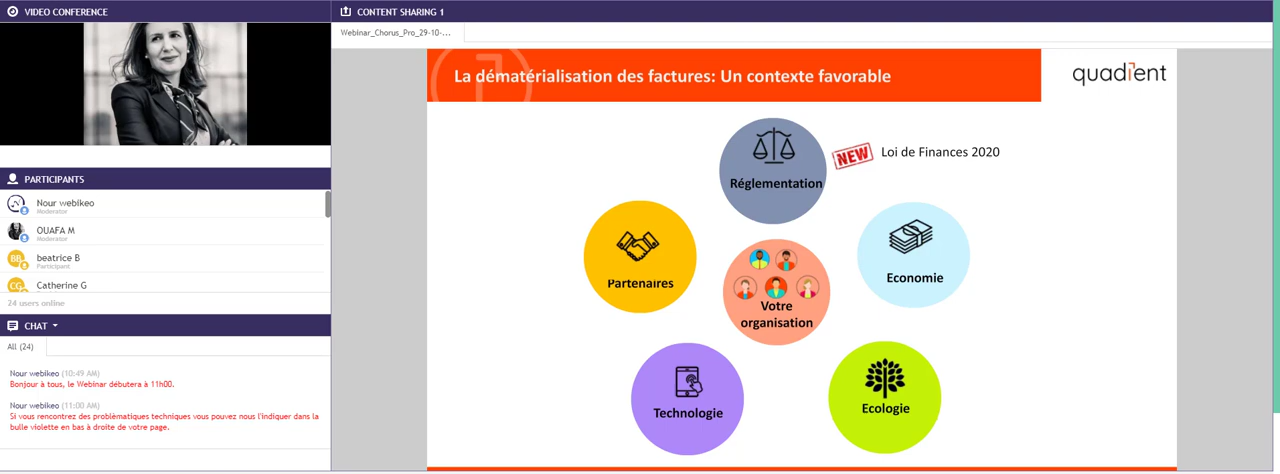 VIDEO CONFERENCE
PARTICIPANTS
Nour webikeo
Moderator
OUAFA M
Moderator
BB
beatrice B
Participant
CG
Catherine G
24 users online
CHAT
All (24)
Nour webikeo (10:49 AM)
Bonjour à tous, le Webinar débutera à 11h00.
Nour webikeo (11:00 AM)
Si vous rencontrez des problèmatiques techniques vous pouvez nous l'indiquer dans la
bulle violette en bas à droite de votre page.
CONTENT SHARING 1
Webinar_Chorus_Pro_29-10-...
La dématérialisation des factures: Un contexte favorable
quadient
Réglementation
NEW
Loi de Finances 2020
Partenaires
Economie
Votre
organisation
Technologie
Ecologie